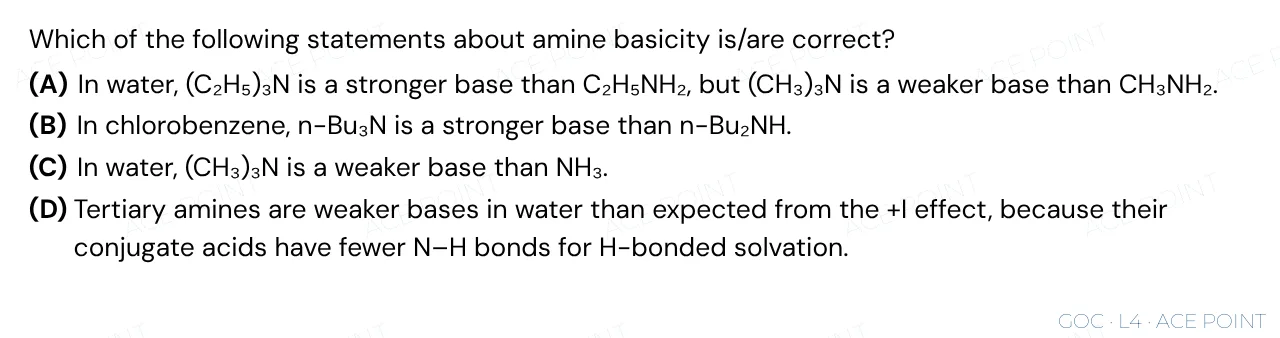 Which of the following statements about amine basicity is/are correct?
(A) In water, (C₂H₅)₃N is a stronger base than C₂H₅NH₂, but (CH₃)₃N is a weaker base than CH₃NH₂.
(B) In chlorobenzene, n-Bu₃N is a stronger base than n-Bu₂NH.
(C) In water, (CH₃)₃N is a weaker base than NH₃.
(D) Tertiary amines are weaker bases in water than expected from the +I effect, because their
conjugate acids have fewer N–H bonds for H-bonded solvation.
GOC · L4 · ACE POINT